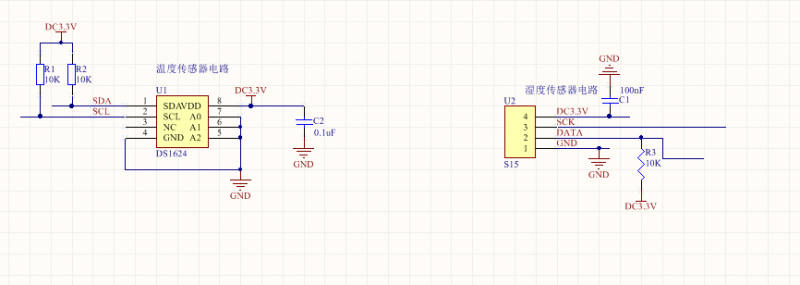 DC3.3V
R1
10K
R2
10K
温度传感器电路
U1
SDA
SCL
1
2
3
4
SDA
SCL
NC
GND
VDD
A0
A1
A2
8
7
6
5
DS1624
DC3.3V
C2
0.1uF
GND
GND
GND
湿度传感器电路
100nF
C1
U2
4
3
2
1
S15
DC3.3V
SCK
DATA
GND
GND
R3
10K
DC3.3V